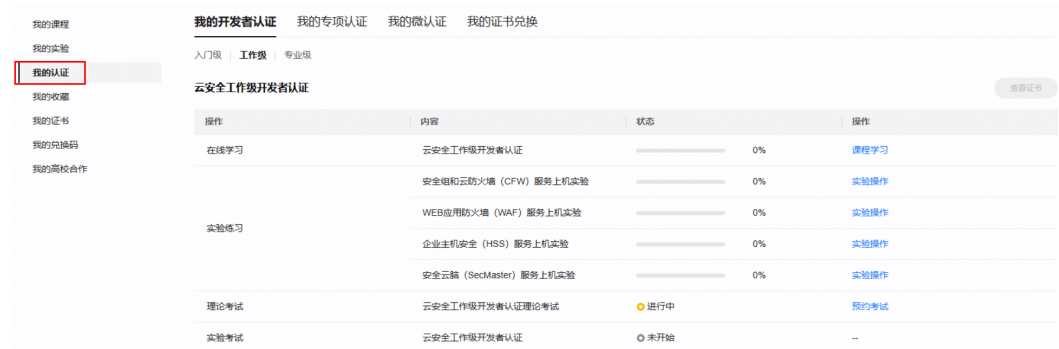 我的课程
我的实验
我的认证
我的收藏
我的证书
我的兑换码
我的高校合作
我的开发者认证 我的专项认证 我的微认证 我的证书兑换
入门级 工作级 专业级
云安全工作级开发者认证 查看证书
操作 内容 状态 操作
在线学习 云安全工作级开发者认证 0% 课程学习
实验练习
安全组和云防火墙（CFW）服务上机实验 0% 实验操作
WEB应用防火墙（WAF）服务上机实验 0% 实验操作
企业主机安全（HSS）服务上机实验 0% 实验操作
安全云脑（SecMaster）服务上机实验 0% 实验操作
理论考试 云安全工作级开发者认证理论考试 进行中 预约考试
实验考试 云安全工作级开发者认证 未开始 --